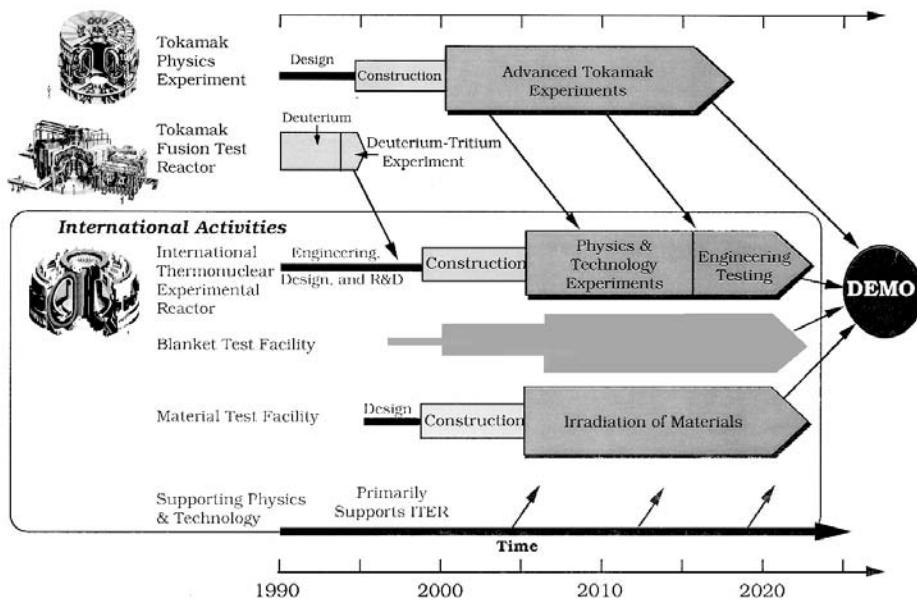 Tokamak
Physics
Experiment
Design
Construction
Advanced Tokamak
Experiments
Tokamak
Fusion Test
Reactor
Deuterium
Deuterium-Tritium
Experiment
International Activities
International
Thermonuclear
Experimental
Reactor
Engineering,
Design, and R&D
Construction
Physics &
Technology
Experiments
Engineering
Testing
DEMO
Blanket Test Facility
Material Test Facility
Design
Construction
Irradiation of Materials
Supporting Physics
& Technology
Primarily
Supports ITER
Time
1990
2000
2010
2020